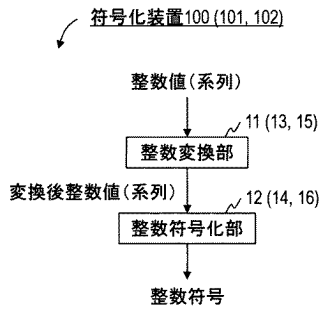 符号化装置100 (101, 102)
整数値(系列)
11 (13, 15)
整数変換部
変換後整数値(系列)
12 (14, 16)
整数符号化部
整数符号